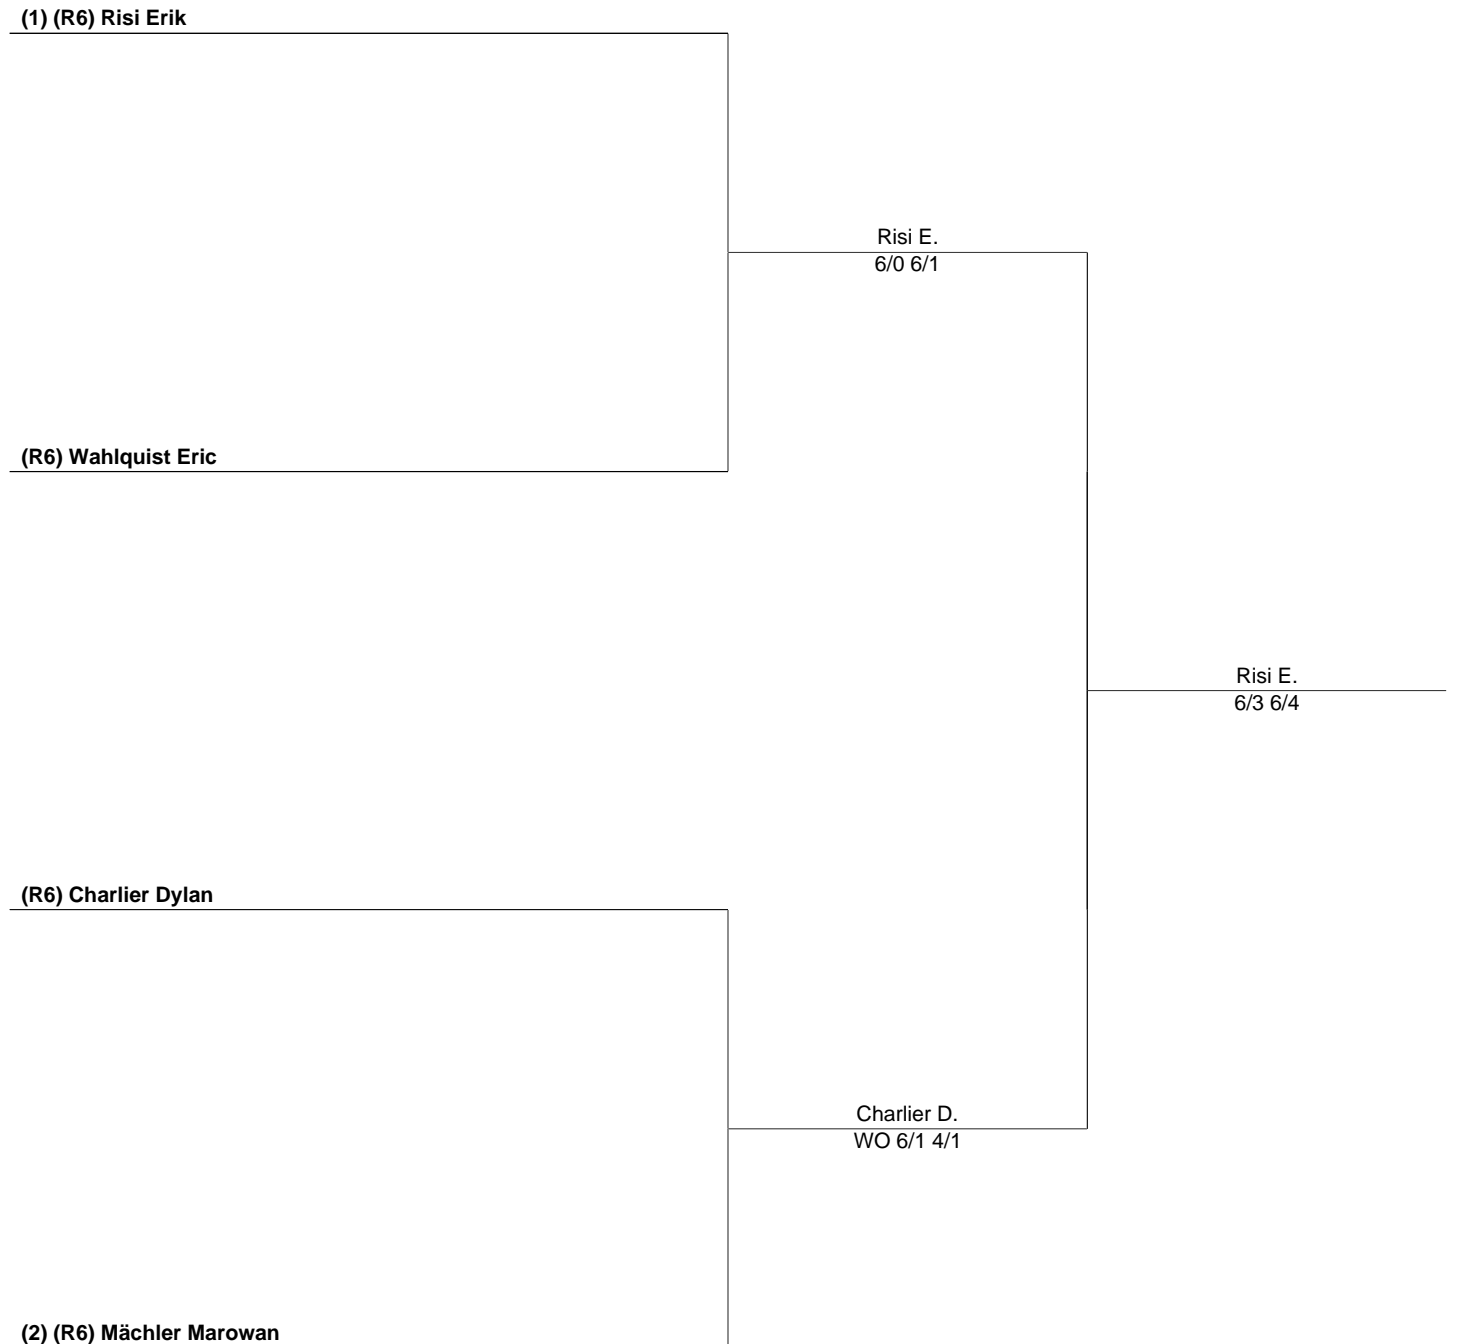 (1) (R6) Risi Erik
Risi E.
6/0 6/1
(R6) Wahlquist Eric
Risi E.
6/3 6/4
(R6) Charlier Dylan
Charlier D.
WO 6/1 4/1
(2) (R6) Mächler Marowan